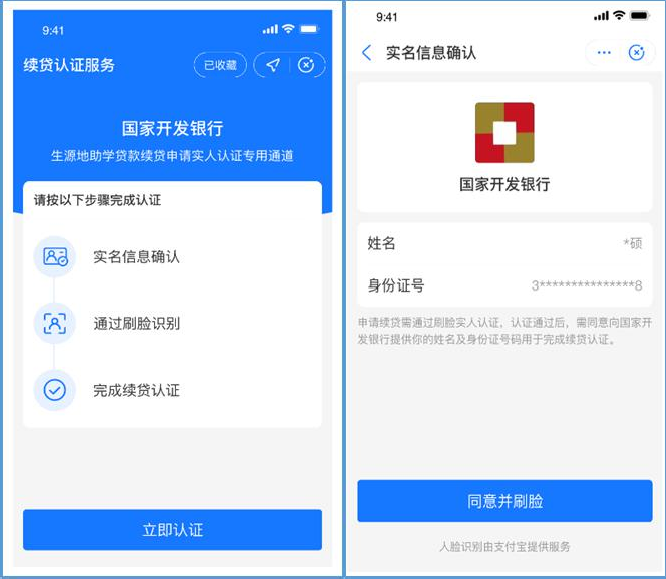 9:41
续贷认证服务
已收藏
国家开发银行
生源地助学贷款续贷申请实人认证专用通道
请按以下步骤完成认证
实名信息确认
通过刷脸识别
完成续贷认证
立即认证
9:41
实名信息确认
国家开发银行
姓名 *硕
身份证号 3****************8
申请续贷需通过刷脸实人认证，认证通过后，需同意向国家开
发银行提供你的姓名及身份证号码用于完成续贷认证。
同意并刷脸
人脸识别由支付宝提供服务